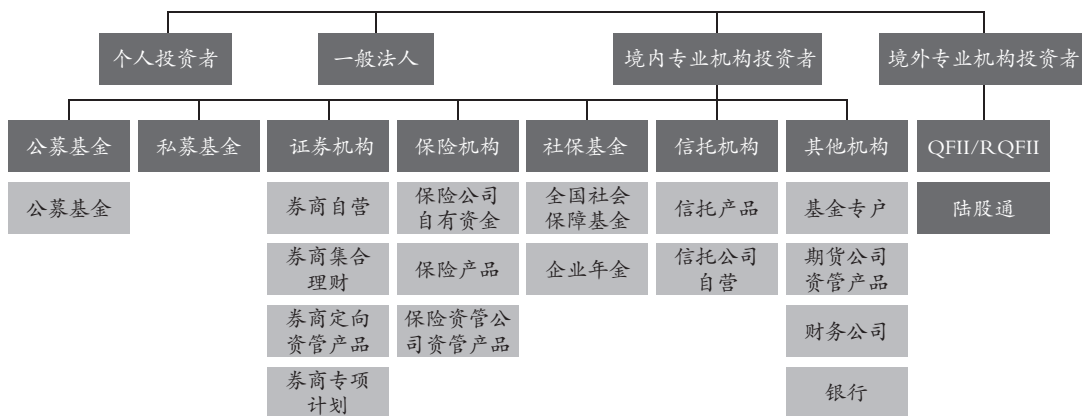 个人投资者
一般法人
境内专业机构投资者
境外专业机构投资者
公募基金
私募基金
证券机构
保险机构
社保基金
信托机构
其他机构
QFII/RQFII
公募基金
券商自营
保险公司
自有资金
全国社会
保障基金
信托产品
基金专户
陆股通
券商集合
理财
保险产品
企业年金
信托公司
自营
期货公司
资管产品
券商定向
资管产品
保险资管公
司资管产品
财务公司
券商专项
计划
银行